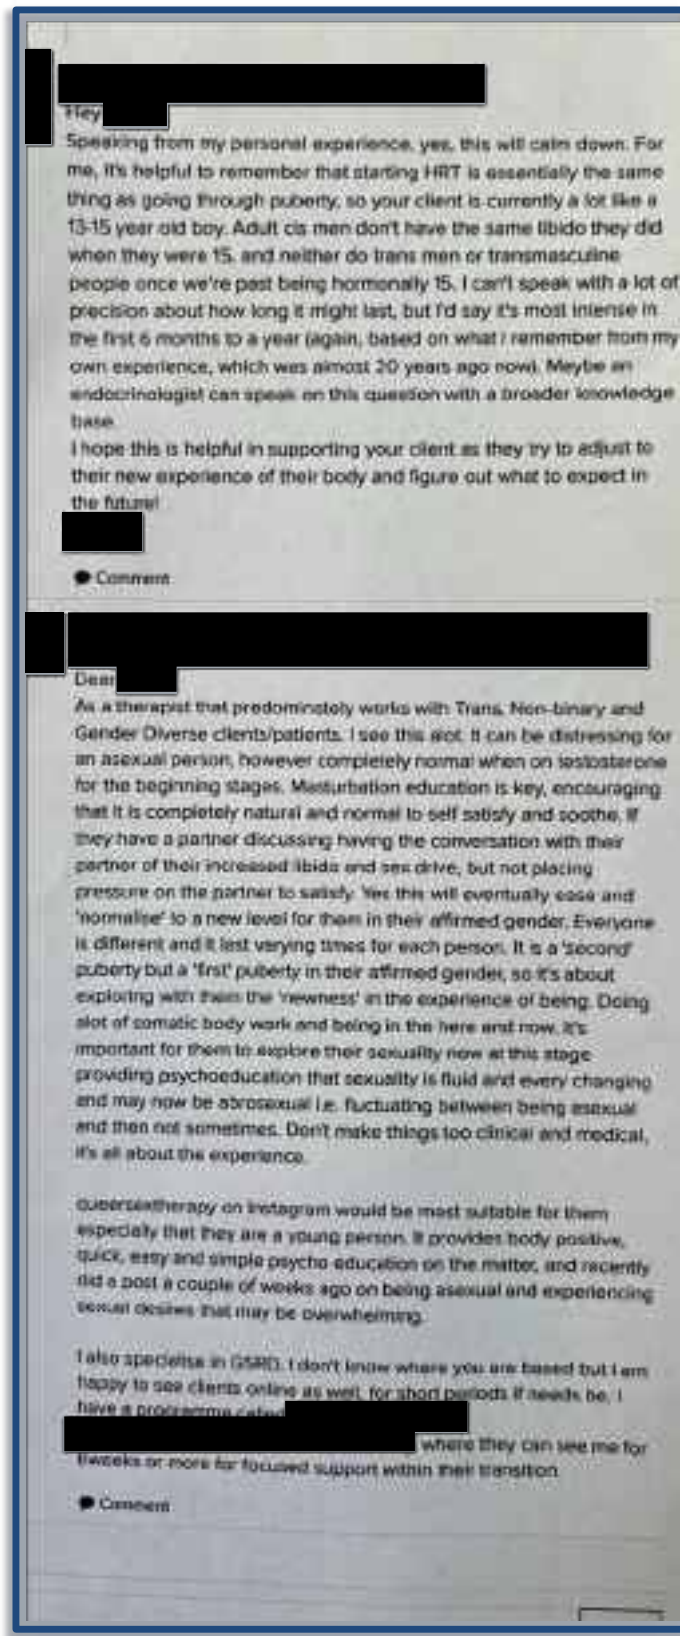 Hey
Speaking from my personal experience, yes, this will calm down. For
me, it's helpful to remember that starting HRT is essentially the same
thing as going through puberty, so your client is currently a lot like a
13-15 year old boy. Adult cis men don't have the same libido they did
when they were 15, and neither do trans men or transmasculine
people once we're past being hormonally 15. I can't speak with a lot of
precision about how long it might last, but I'd say it's most intense in
the first 6 months to a year (again, based on what I remember from my
own experience, which was almost 20 years ago now). Maybe an
endocrinologist can speak on this question with a broader knowledge
base.
I hope this is helpful in supporting your client as they try to adjust to
their new experience of their body and figure out what to expect in
the future!
Comment
Dear
As a therapist that predominately works with Trans, Non-binary and
Gender Diverse clients/patients. I see this alot. It can be distressing for
an asexual person, however completely normal when on testosterone
for the beginning stages. Masturbation education is key, encouraging
that it is completely natural and normal to self satisfy and soothe. If
they have a partner discussing having the conversation with their
partner of their increased libido and sex drive, but not placing
pressure on the partner to satisfy. Yes this will eventually ease and
'normalise' to a new level for them in their affirmed gender. Everyone
is different and it last varying times for each person. It is a 'second'
puberty but a 'first' puberty in their affirmed gender, so it's about
exploring with them the 'newness' in the experience of being. Doing
alot of somatic body work and being in the here and now. It's
important for them to explore their sexuality now at this stage
providing psychoeducation that sexuality is fluid and every changing
and may now be abrosexual i.e. fluctuating between being asexual
and then not sometimes. Don't make things too clinical and medical,
it's all about the experience.
queersextherapy on Instagram would be most suitable for them
especially that they are a young person. It provides body positive,
quick, easy and simple psycho-education on the matter, and recently
did a post a couple of weeks ago on being asexual and experiencing
sexual desires that may be overwhelming.
I also specialise in GSRD. I don't know where you are based but I am
happy to see clients online as well, for short periods if needs be. I
have a programme called
where they can see me for
weeks or more for focused support within their transition.
Comment